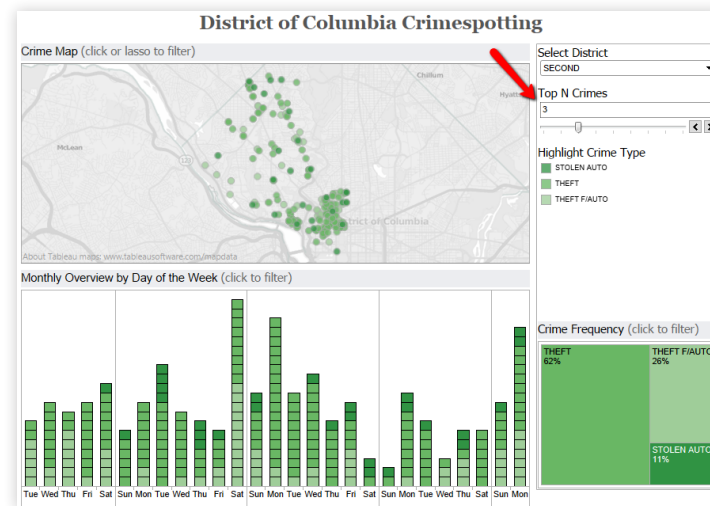 District of Columbia Crimespotting
Crime Map (click or lasso to filter)
Chillum
McLean
trict of Columbia
About Tableau maps: www.tableausoftware.com/mapdata
Select District
SECOND
Top N Crimes
3
Highlight Crime Type
STOLEN AUTO
THEFT
THEFT F/AUTO
Monthly Overview by Day of the Week (click to filter)
Tue Wed Thu Fri Sat Sun Mon Tue Wed Thu Fri Sat Sun Mon Tue Wed Thu Fri Sat Sun Mon Tue Wed Thu Fri Sat Sun Mon
Crime Frequency (click to filter)
THEFT
62%
THEFT F/AUTO
26%
STOLEN AUTO
11%